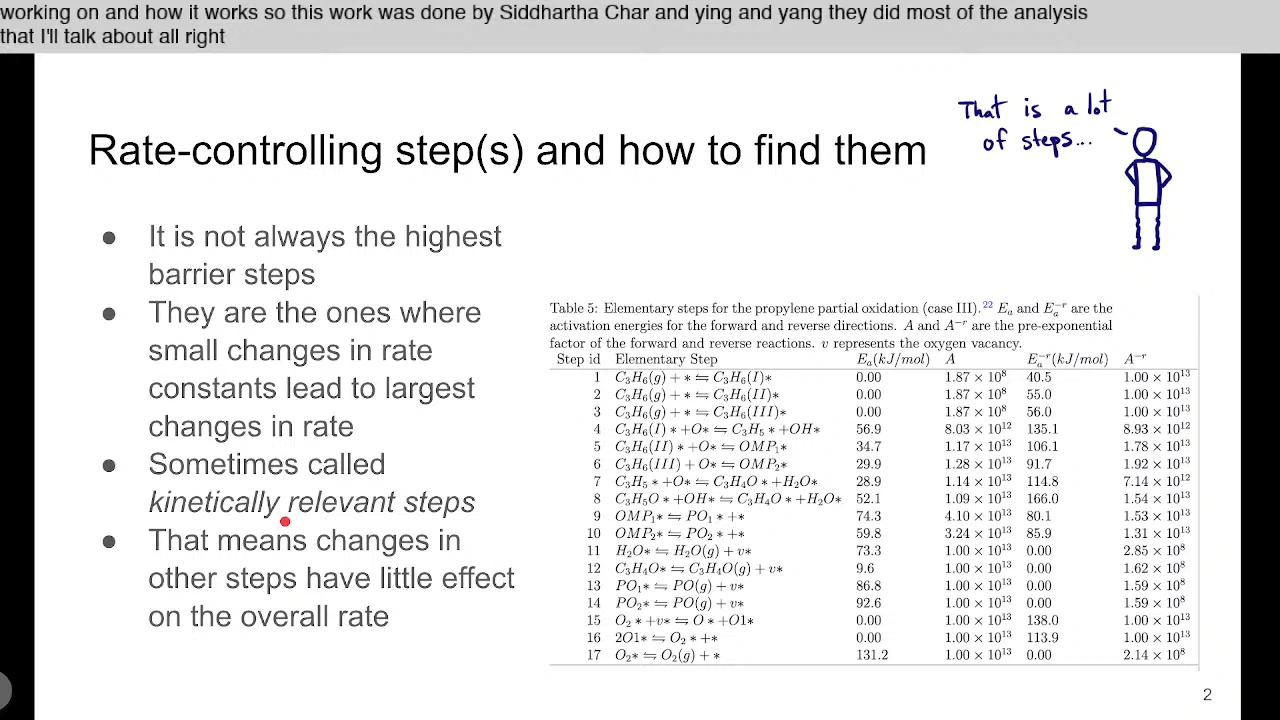 working on and how it works so this work was done by Siddhartha Char and ying and yang they did most of the analysis
that I'll talk about all right
That is a lot
of steps...
Rate-controlling step(s) and how to find them
● It is not always the highest
barrier steps
● They are the ones where
small changes in rate
constants lead to largest
changes in rate
● Sometimes called
kinetically relevant steps
● That means changes in
other steps have little effect
on the overall rate
Table 5: Elementary steps for the propylene partial oxidation (case III).²² Eₐ and Eₐ⁻ʳ are the
activation energies for the forward and reverse directions. A and A⁻ʳ are the pre-exponential
factor of the forward and reverse reactions. v represents the oxygen vacancy.
Step id Elementary Step Eₐ(kJ/mol) A Eₐ⁻ʳ(kJ/mol) A⁻ʳ
1 C₃H₆(g) + ∗ ⇋ C₃H₆(I)∗ 0.00 1.87 × 10⁸ 40.5 1.00 × 10¹³
2 C₃H₆(g) + ∗ ⇋ C₃H₆(II)∗ 0.00 1.87 × 10⁸ 55.0 1.00 × 10¹³
3 C₃H₆(g) + ∗ ⇋ C₃H₆(III)∗ 0.00 1.87 × 10⁸ 56.0 1.00 × 10¹³
4 C₃H₆(I) ∗ +O∗ ⇋ C₃H₅ ∗ +OH∗ 56.9 8.03 × 10¹² 135.1 8.93 × 10¹²
5 C₃H₆(II) ∗ +O∗ ⇋ OMP₁∗ 34.7 1.17 × 10¹³ 106.1 1.78 × 10¹³
6 C₃H₆(III) + O∗ ⇋ OMP₂∗ 29.9 1.28 × 10¹³ 91.7 1.92 × 10¹³
7 C₃H₅ ∗ +O∗ ⇋ C₃H₄O ∗ +H₂O∗ 28.9 1.14 × 10¹³ 114.8 7.14 × 10¹²
8 C₃H₅O ∗ +OH∗ ⇋ C₃H₄O ∗ +H₂O∗ 52.1 1.09 × 10¹³ 166.0 1.54 × 10¹³
9 OMP₁∗ ⇋ PO₁ ∗ +∗ 74.3 4.10 × 10¹³ 80.1 1.53 × 10¹³
10 OMP₂∗ ⇋ PO₂ ∗ +∗ 59.8 3.24 × 10¹³ 85.9 1.31 × 10¹³
11 H₂O∗ ⇋ H₂O(g) + v∗ 73.3 1.00 × 10¹³ 0.00 2.85 × 10⁸
12 C₃H₄O∗ ⇋ C₃H₄O(g) + v∗ 9.6 1.00 × 10¹³ 0.00 1.62 × 10⁸
13 PO₁∗ ⇋ PO(g) + v∗ 86.8 1.00 × 10¹³ 0.00 1.59 × 10⁸
14 PO₂∗ ⇋ PO(g) + v∗ 92.6 1.00 × 10¹³ 0.00 1.59 × 10⁸
15 O₂ ∗ +v∗ ⇋ O ∗ +O1∗ 0.00 1.00 × 10¹³ 138.0 1.00 × 10¹³
16 2O1∗ ⇋ O₂ ∗ +∗ 0.00 1.00 × 10¹³ 113.9 1.00 × 10¹³
17 O₂∗ ⇋ O₂(g) + ∗ 131.2 1.00 × 10¹³ 0.00 2.14 × 10⁸
2